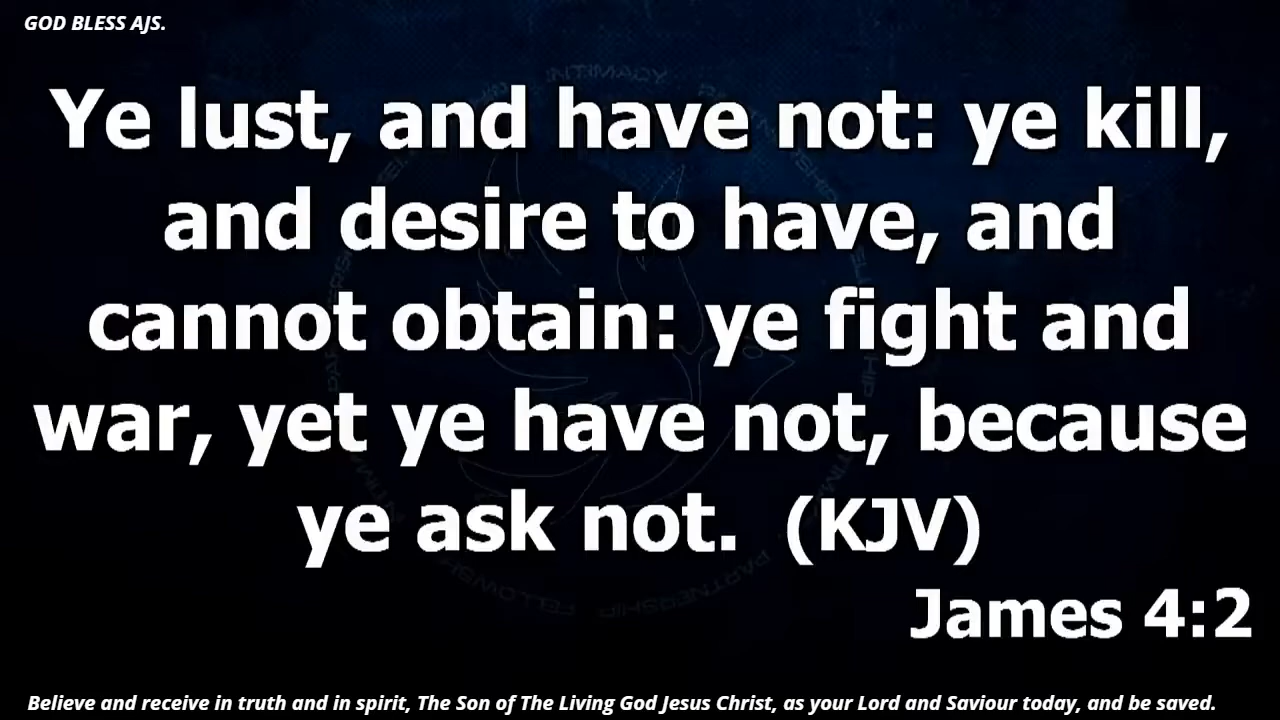 GOD BLESS AJS.
Ye lust, and have not: ye kill,
and desire to have, and
cannot obtain: ye fight and
war, yet ye have not, because
ye ask not. (KJV)
James 4:2
Believe and receive in truth and in spirit, The Son of The Living God Jesus Christ, as your Lord and Saviour today, and be saved.
INTIMACY
PARTNERSHIP